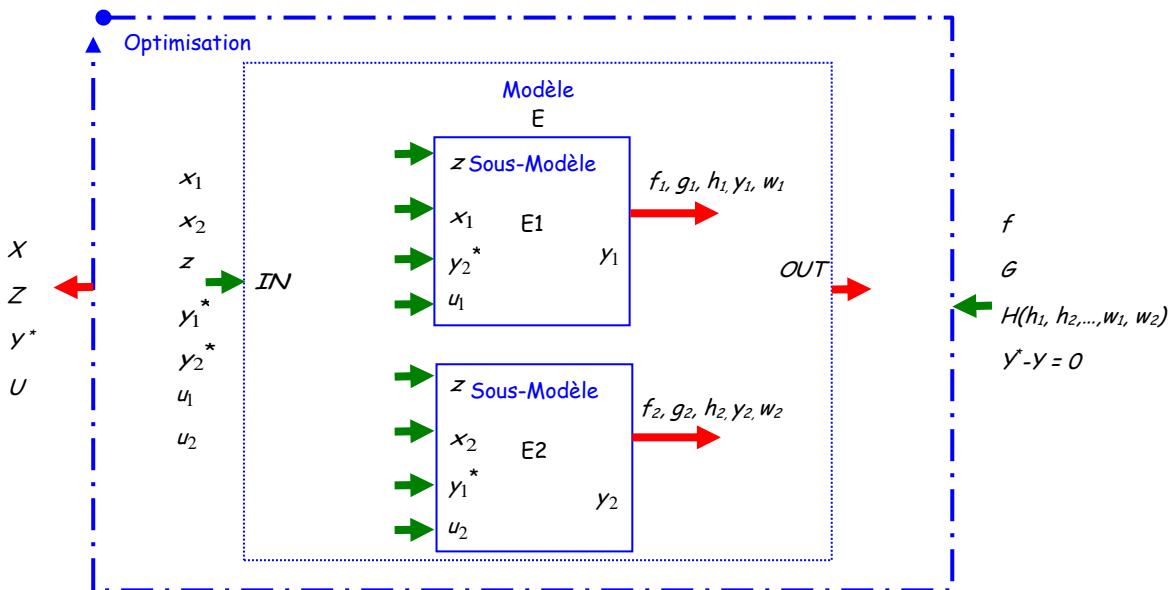 Optimisation
Modèle
E
x₁
x₂
z
y₁*
y₂*
u₁
u₂
X
Z
Y*
U
IN
z Sous-Modèle
x₁
E1
y₂*
y₁
u₁
f₁, g₁, h₁, y₁, w₁
z Sous-Modèle
x₂
E2
y₁*
y₂
u₂
f₂, g₂, h₂, y₂, w₂
OUT
f
G
H(h₁, h₂,...,w₁, w₂)
Y*-Y = 0